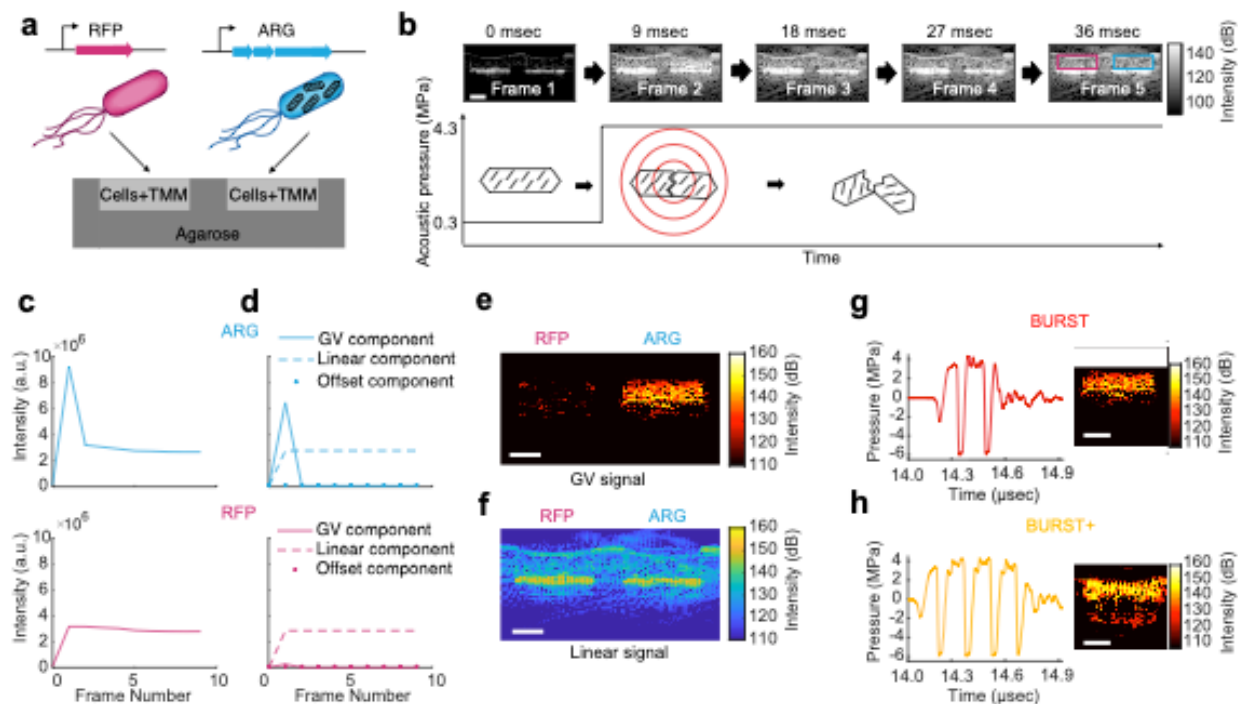 a
RFP
ARG
Cells+TMM
Cells+TMM
Agarose
b
0 msec
9 msec
18 msec
27 msec
36 msec
Frame 1
Frame 2
Frame 3
Frame 4
Frame 5
140
120
100
Intensity (dB)
Acoustic pressure (MPa)
4.3
0.3
Time
c
ARG
×10⁶
Intensity (a.u.)
10
8
6
4
2
0
RFP
×10⁶
Intensity (a.u.)
10
8
6
4
2
0
0
5
10
Frame Number
d
GV component
Linear component
Offset component
GV component
Linear component
Offset component
0
5
10
Frame Number
e
RFP
ARG
160
150
140
130
120
110
Intensity (dB)
GV signal
f
RFP
ARG
160
150
140
130
120
110
Intensity (dB)
Linear signal
g
BURST
Pressure (MPa)
4
2
0
-2
-4
-6
14.0
14.3
14.6
14.9
Time (µsec)
160
150
140
130
120
110
Intensity (dB)
h
BURST+
Pressure (MPa)
4
2
0
-2
-4
-6
14.0
14.3
14.6
14.9
Time (µsec)
160
150
140
130
120
110
Intensity (dB)